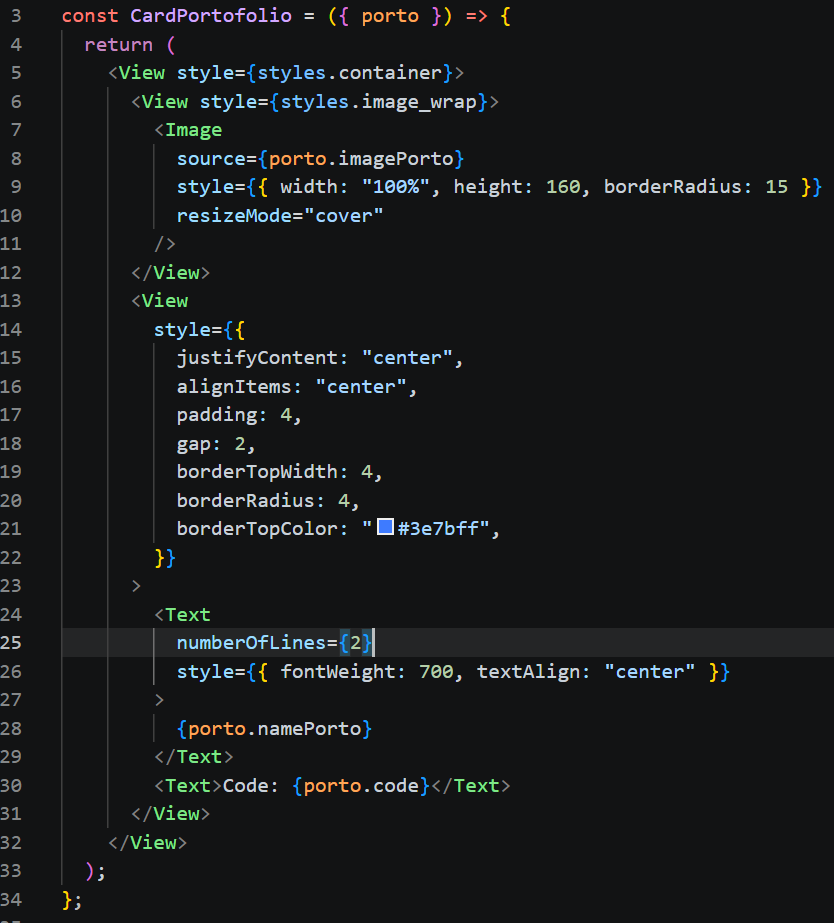 3 const CardPortofolio = ({ porto }) => {
4 return (
5 <View style={styles.container}>
6 <View style={styles.image_wrap}>
7 <Image
8 source={porto.imagePorto}
9 style={{ width: "100%", height: 160, borderRadius: 15 }}
10 resizeMode="cover"
11 />
12 </View>
13 <View
14 style={{
15 justifyContent: "center",
16 alignItems: "center",
17 padding: 4,
18 gap: 2,
19 borderTopWidth: 4,
20 borderRadius: 4,
21 borderTopColor: "#3e7bff",
22 }}
23 >
24 <Text
25 numberOfLines={2}
26 style={{ fontWeight: 700, textAlign: "center" }}
27 >
28 {porto.namePorto}
29 </Text>
30 <Text>Code: {porto.code}</Text>
31 </View>
32 </View>
33 );
34 };